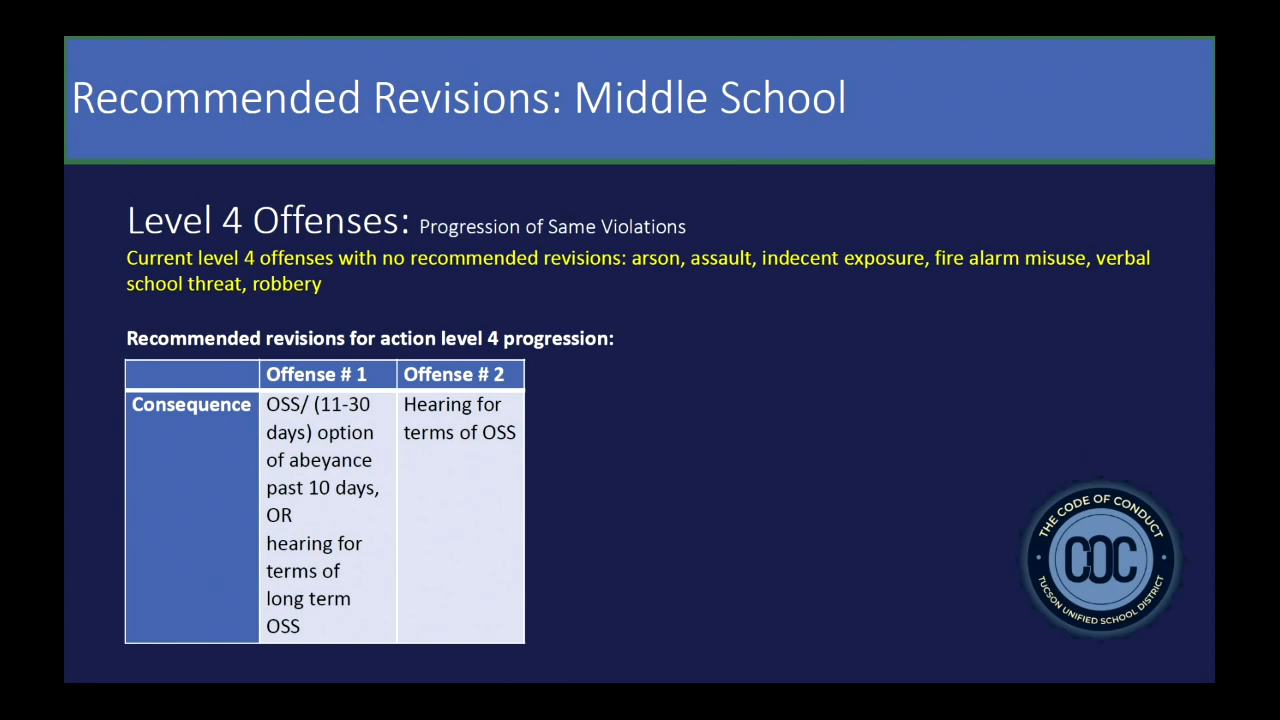 Recommended Revisions: Middle School
Level 4 Offenses: Progression of Same Violations
Current level 4 offenses with no recommended revisions: arson, assault, indecent exposure, fire alarm misuse, verbal
school threat, robbery
Recommended revisions for action level 4 progression:
Offense # 1
Offense # 2
Consequence
OSS/ (11-30
days) option
of abeyance
past 10 days,
OR
hearing for
terms of
long term
OSS
Hearing for
terms of OSS
THE CODE OF CONDUCT
COC
TUCSON UNIFIED SCHOOL DISTRICT